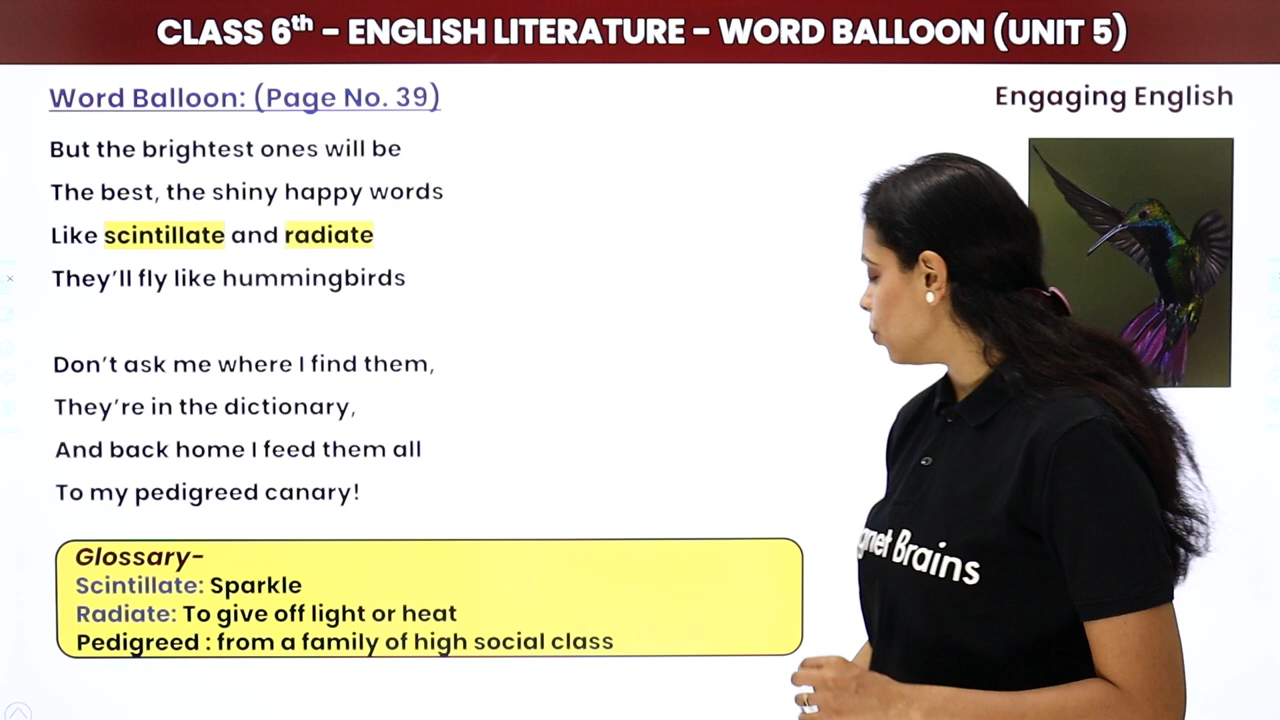 CLASS 6th – ENGLISH LITERATURE – WORD BALLOON (UNIT 5)
Word Balloon: (Page No. 39)
Engaging English
But the brightest ones will be
The best, the shiny happy words
Like scintillate and radiate
They’ll fly like hummingbirds
Don’t ask me where I find them,
They’re in the dictionary,
And back home I feed them all
To my pedigreed canary!
Glossary-
Scintillate: Sparkle
Radiate: To give off light or heat
Pedigreed : from a family of high social class
Brains